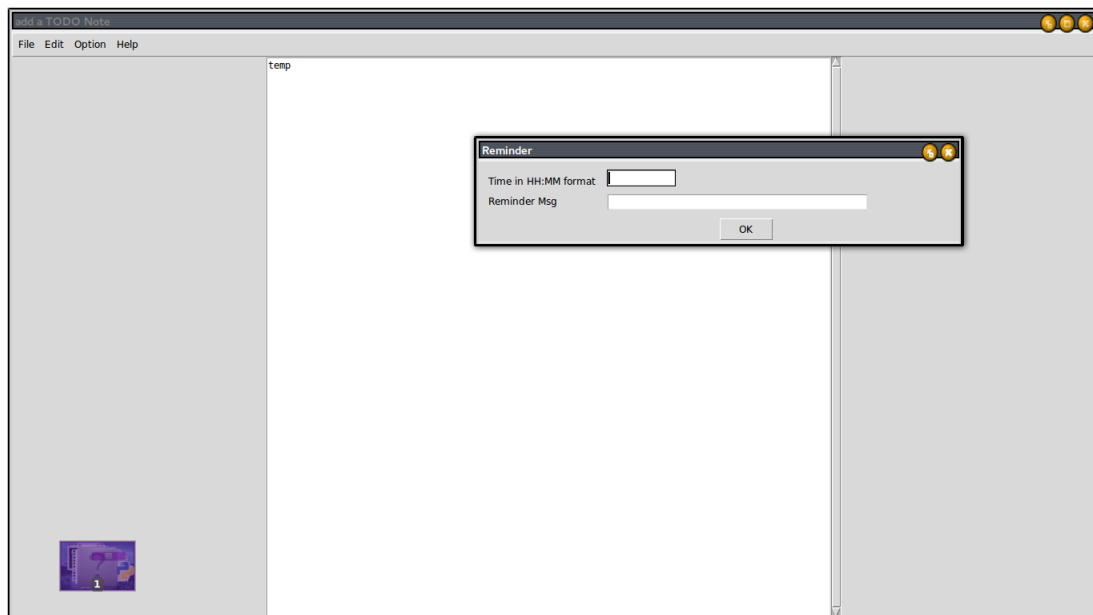 add a TODO Note
File Edit Option Help
temp
Reminder
Time in HH:MM format
Reminder Msg
OK
1